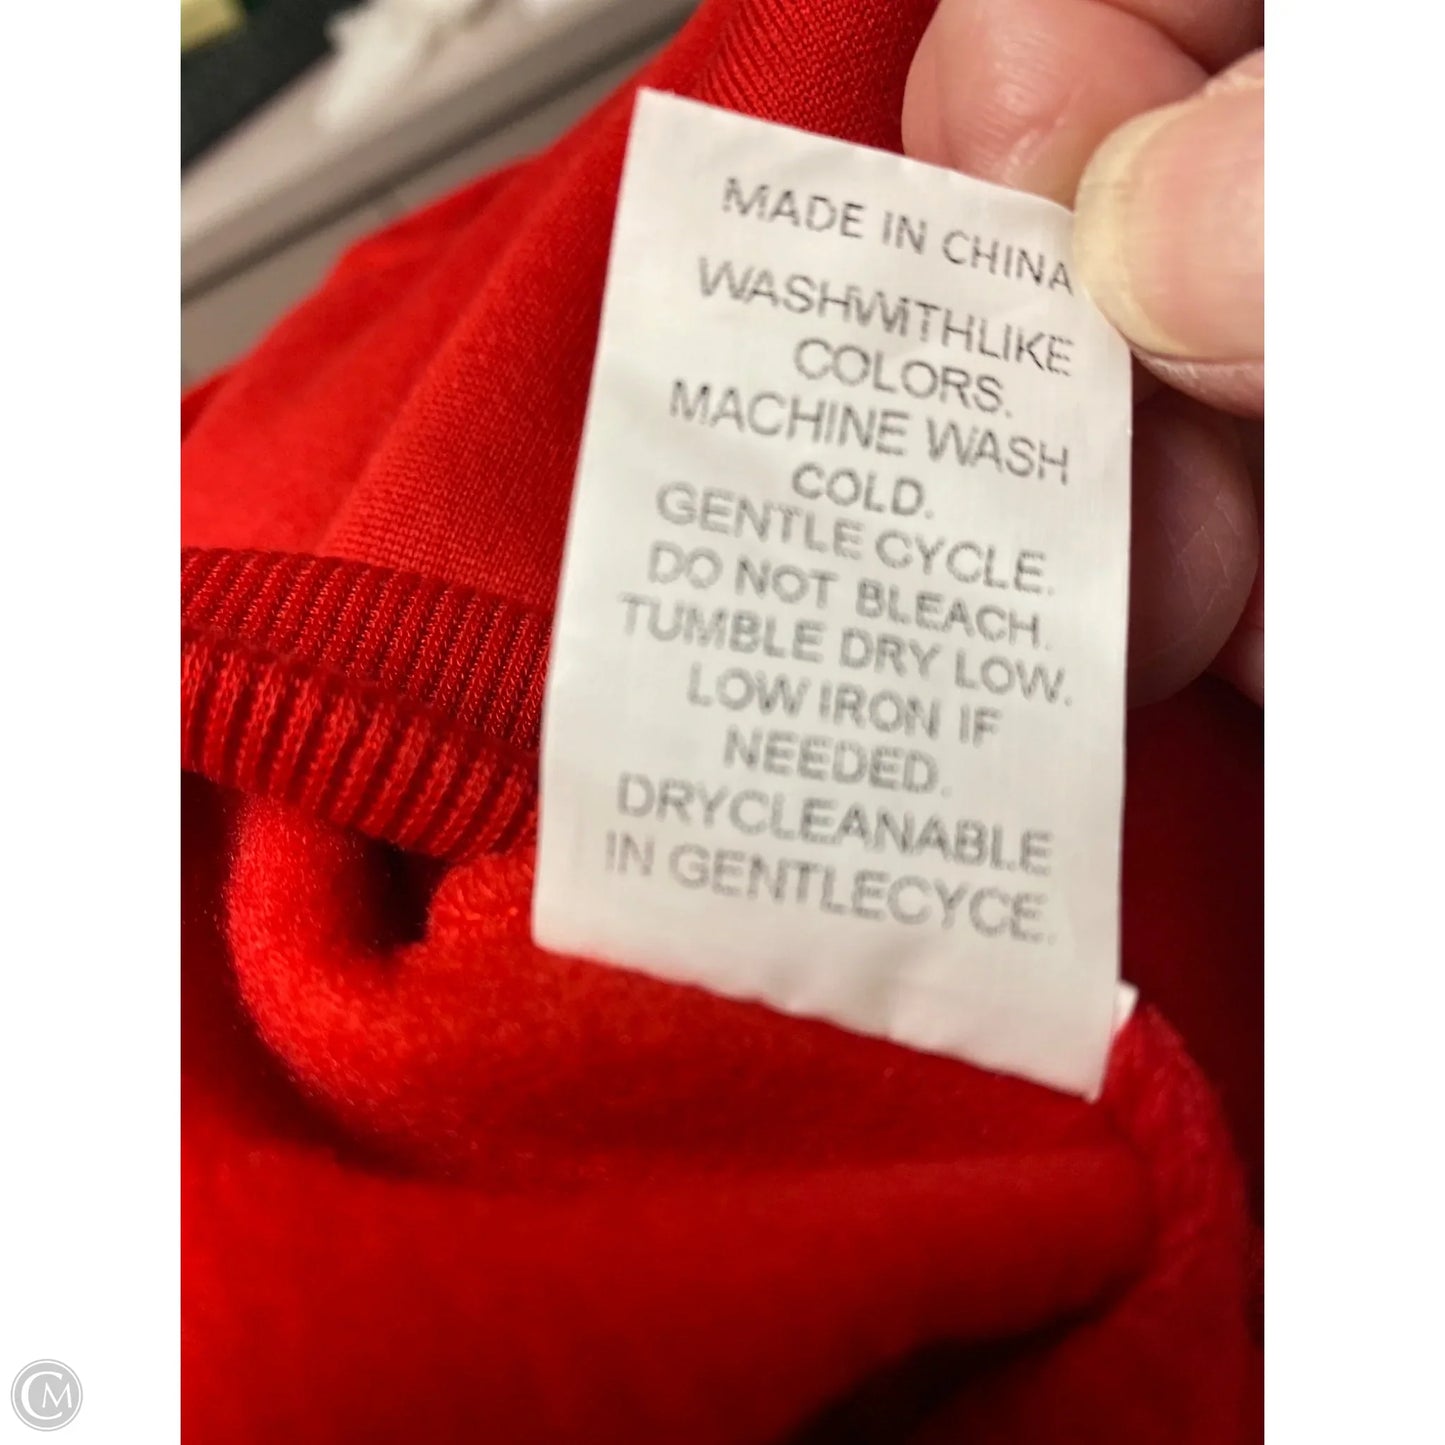 MADE IN CHINA
WASHWITHLIKE
COLORS.
MACHINE WASH
COLD.
GENTLE CYCLE.
DO NOT BLEACH.
TUMBLE DRY LOW.
LOW IRON IF
NEEDED.
DRYCLEANABLE
IN GENTLECYCE.
CM